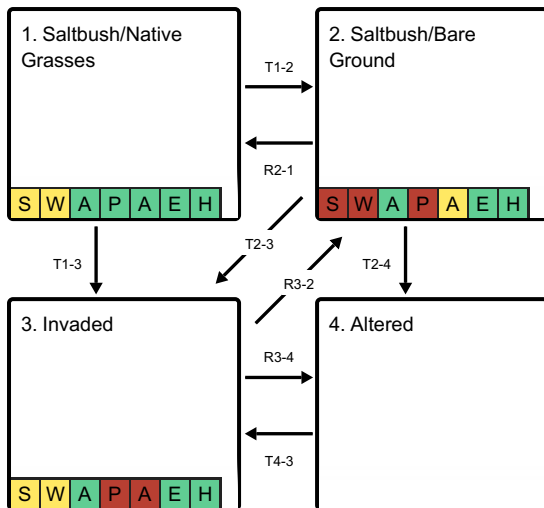 1. Saltbush/Native
Grasses
2. Saltbush/Bare
Ground
T1-2
R2-1
S W A P A E H
S W A P A E H
T1-3
T2-3
R3-2
T2-4
3. Invaded
4. Altered
R3-4
T4-3
S W A P A E H